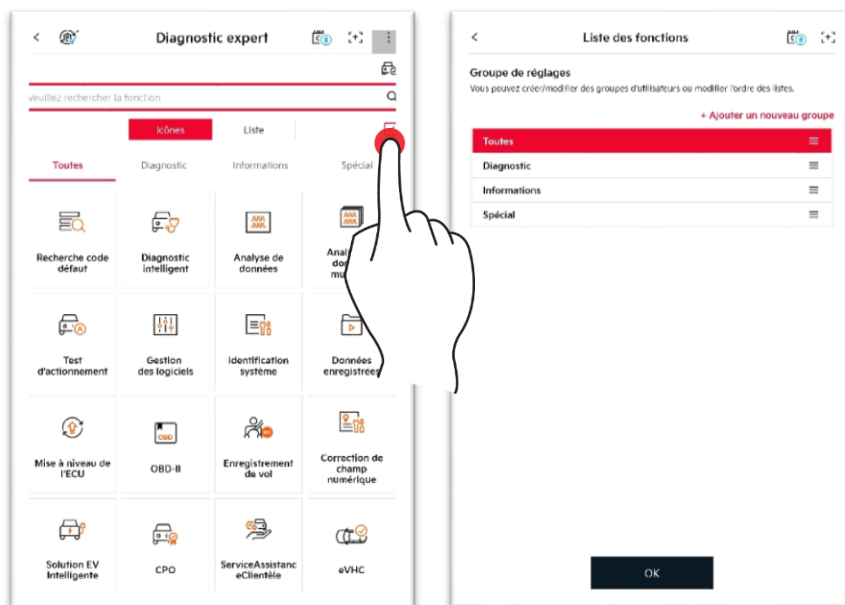 Diagnostic expert
Veuillez rechercher la fonction
Icônes
Liste
Toutes
Diagnostic
Informations
Spécial
Recherche code
défaut
Diagnostic
intelligent
Analyse de
données
Test
d'actionnement
Gestion
des logiciels
Identification
système
Données
enregistrées
Mise à niveau de
l'ECU
OBD
OBD-II
Enregistrement
de vol
Correction de
champ
numérique
Solution EV
Intelligente
CPO
ServiceAssistanc
eClientèle
eVHC
Liste des fonctions
Groupe de réglages
Vous pouvez créer/modifier des groupes d'utilisateurs ou modifier l'ordre des listes.
+ Ajouter un nouveau groupe
Toutes
Diagnostic
Informations
Spécial
OK